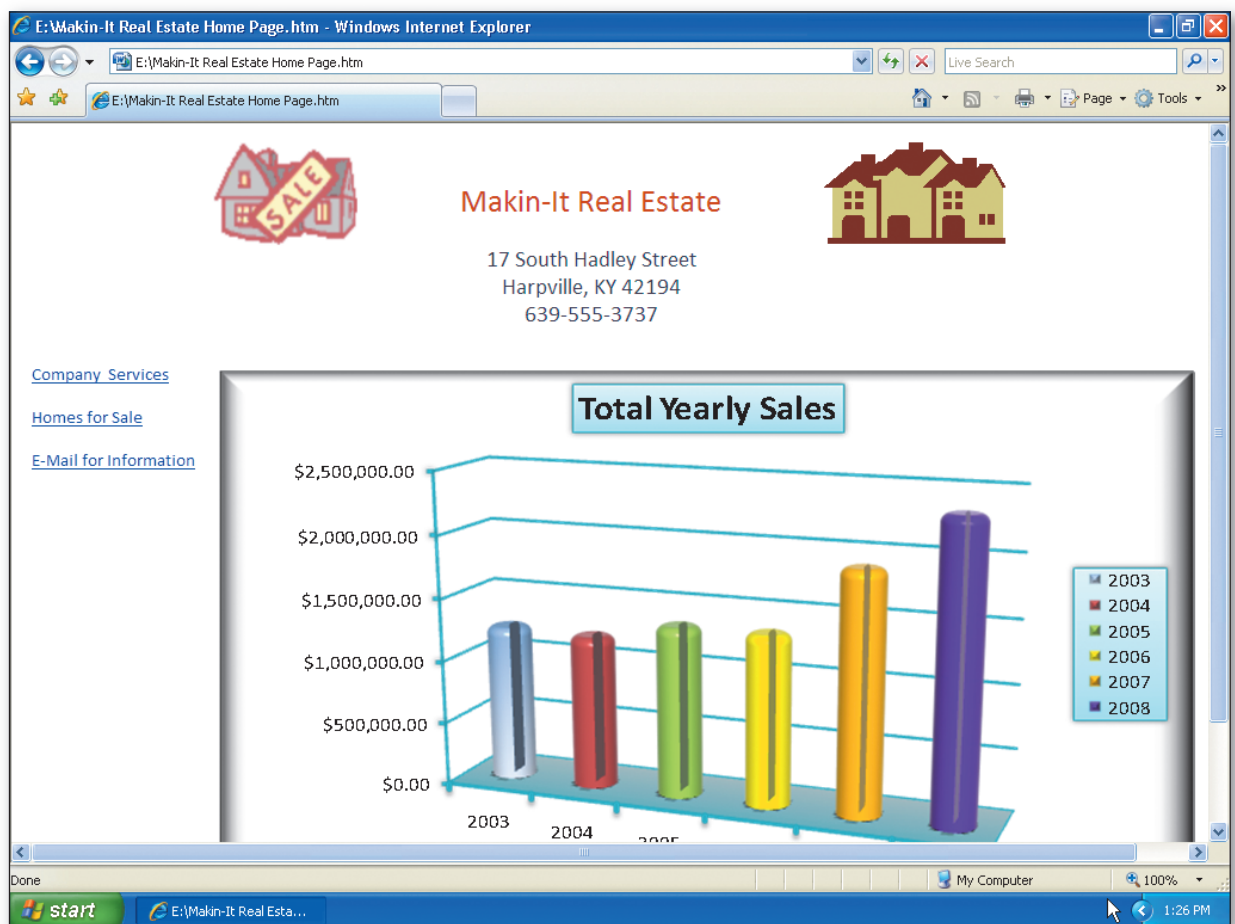 E:\Makin-It Real Estate Home Page.htm - Windows Internet Explorer
E:\Makin-It Real Estate Home Page.htm
Live Search
E:\Makin-It Real Estate Home Page.htm
Page
Tools
»
SALE
Makin-It Real Estate
17 South Hadley Street
Harpville, KY 42194
639-555-3737
Company Services
Homes for Sale
E-Mail for Information
Total Yearly Sales
$2,500,000.00
$2,000,000.00
$1,500,000.00
$1,000,000.00
$500,000.00
$0.00
2003
2004
2005
2003
2004
2005
2006
2007
2008
Done
My Computer
100%
start
E:\Makin-It Real Esta...
1:26 PM